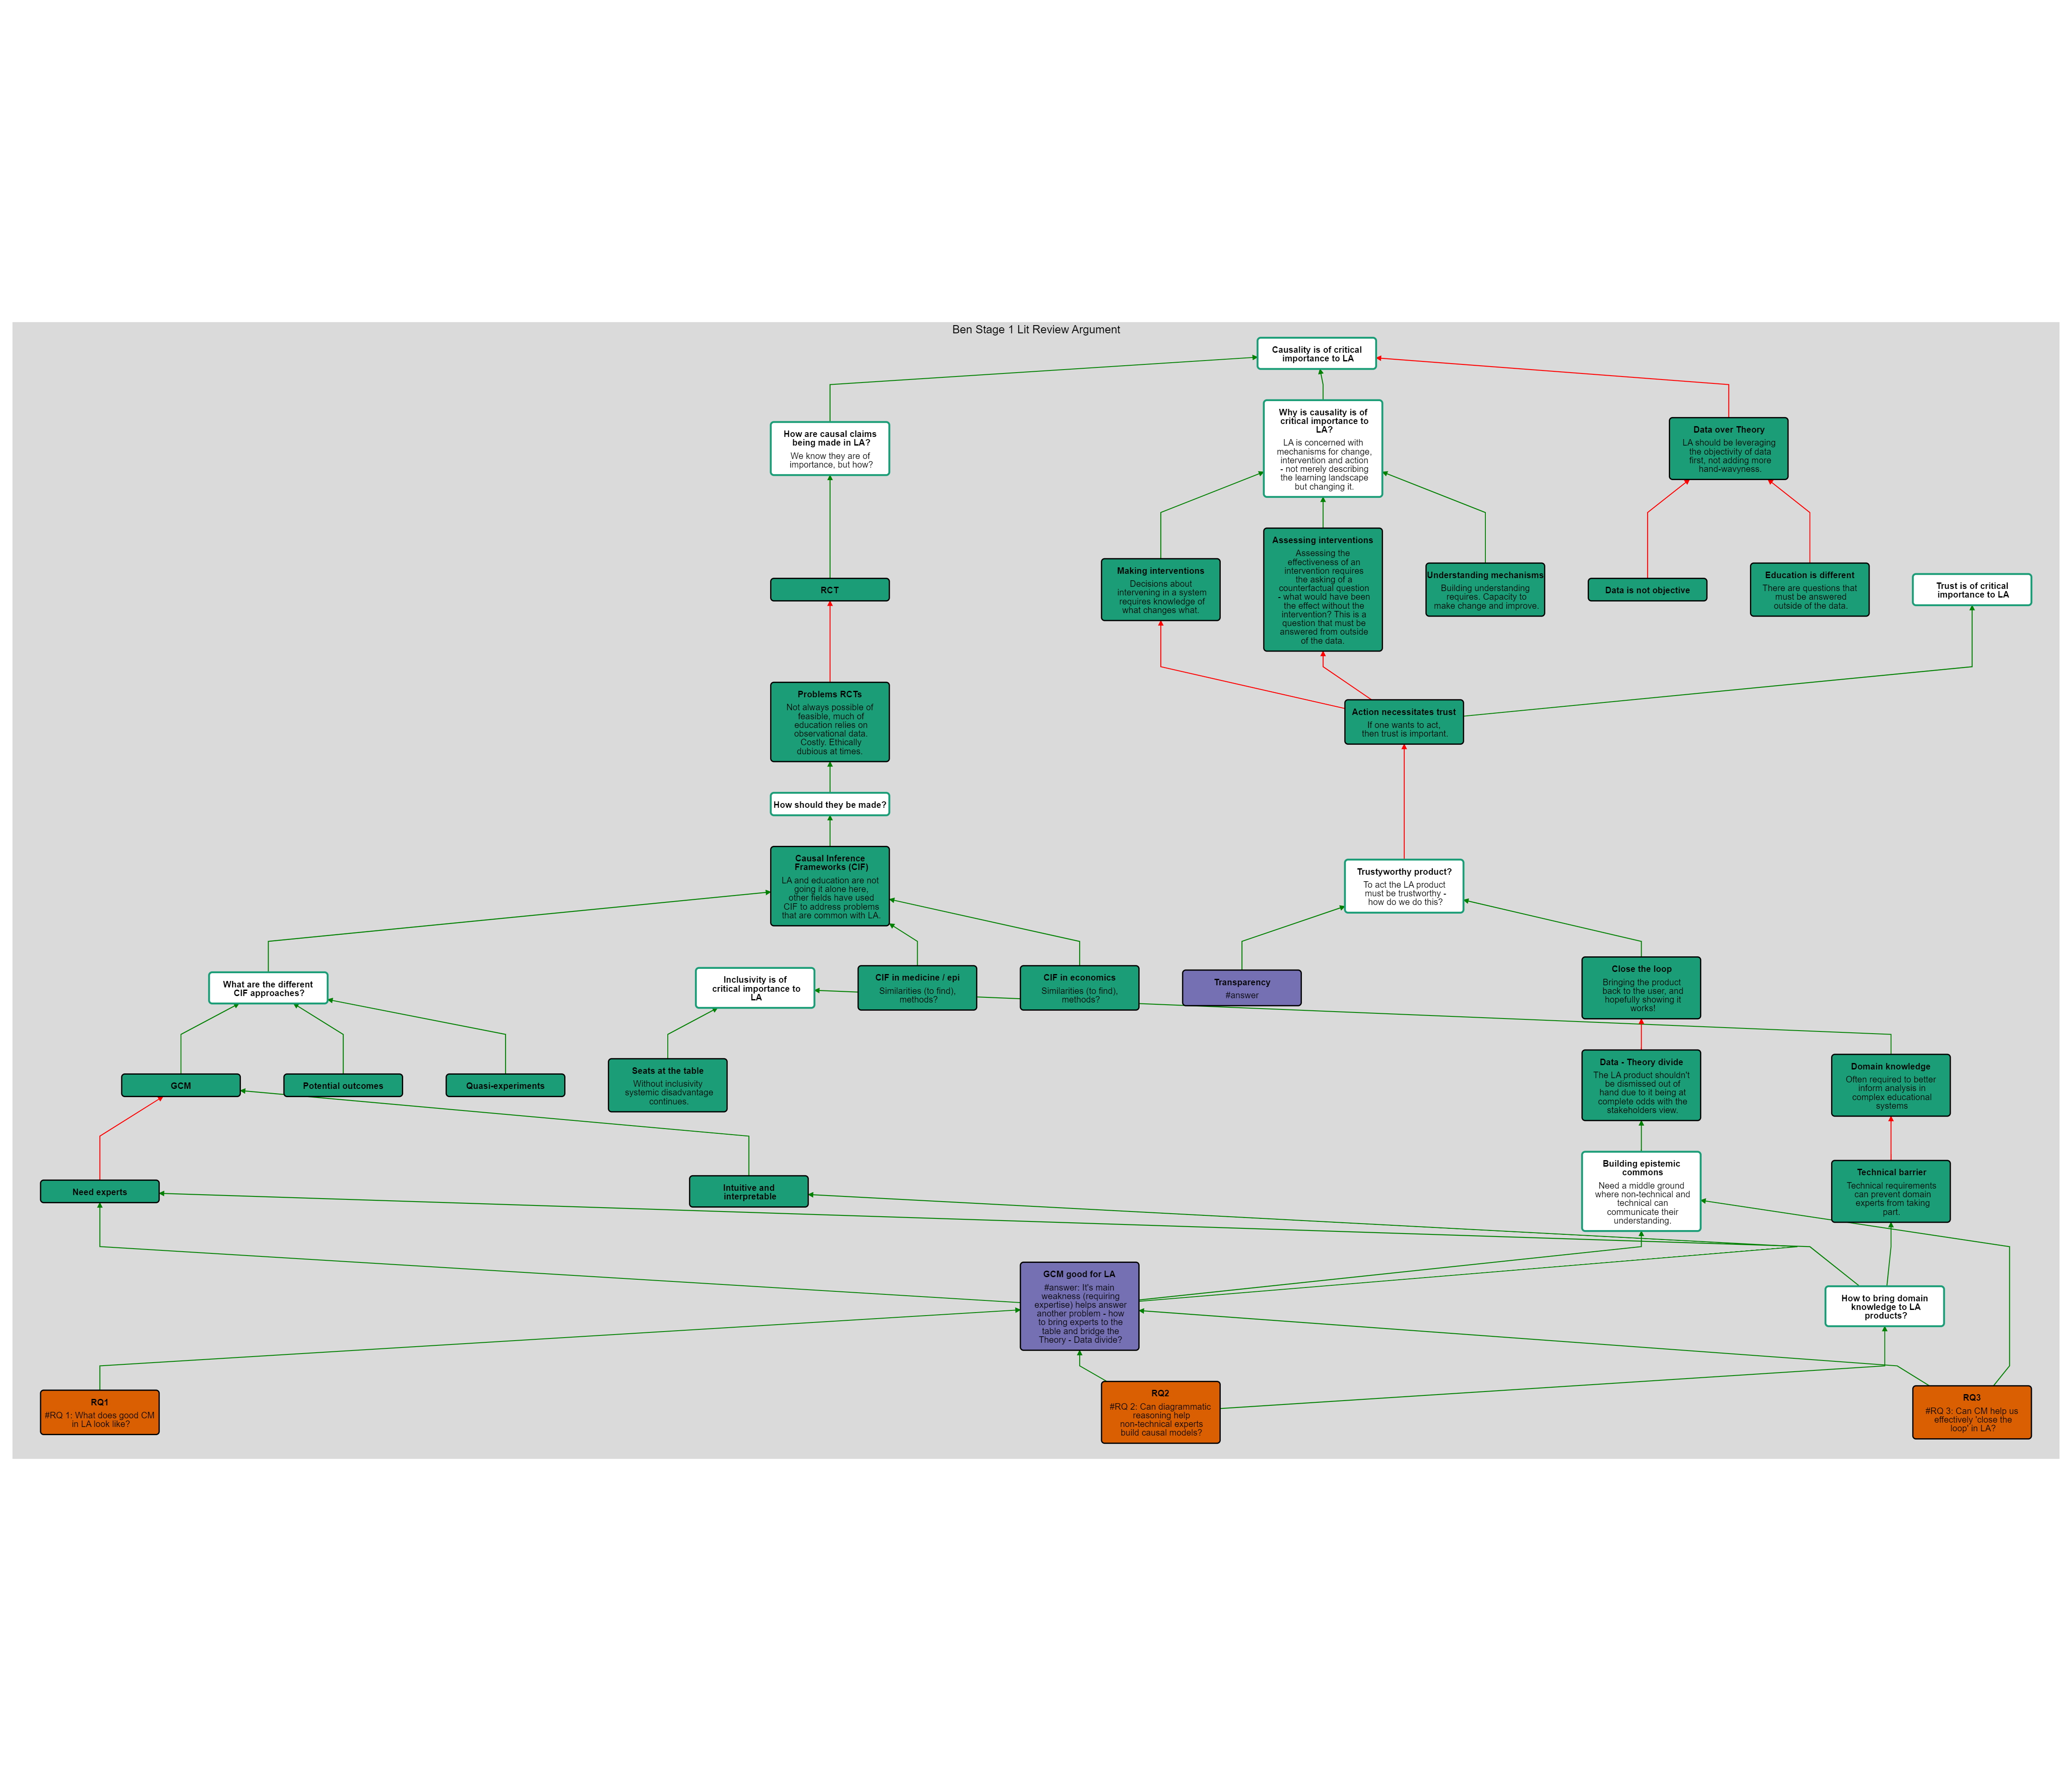 Ben Stage 1 Lit Review Argument
Causality is of critical
importance to LA
How are causal claims
being made in LA?
We know they are of
importance, but how?
Why is causality is of
critical importance to
LA?
LA is concerned with
mechanisms for change,
intervention and action
- not merely describing
the learning landscape
but changing it.
Data over Theory
LA should be leveraging
the objectivity of data
first, not adding more
hand-wavyness.
RCT
Making interventions
Decisions about
intervening in a system
requires knowledge of
what changes what.
Assessing interventions
Assessing the
effectiveness of an
intervention requires
the asking of a
counterfactual question
- what would have been
the effect without the
intervention? This is a
question that must be
answered from outside
of the data.
Understanding mechanisms
Building understanding
requires. Capacity to
make change and improve.
Data is not objective
Education is different
There are questions that
must be answered
outside of the data.
Trust is of critical
importance to LA
Problems RCTs
Not always possible of
feasible, much of
education relies on
observational data.
Costly. Ethically
dubious at times.
Action necessitates trust
If one wants to act,
then trust is important.
How should they be made?
Causal Inference
Frameworks (CIF)
LA and education are not
going it alone here,
other fields have used
CIF to address problems
that are common with LA.
Trustyworthy product?
To act the LA product
must be trustworthy -
how do we do this?
What are the different
CIF approaches?
Inclusivity is of
critical importance to
LA
CIF in medicine / epi
Similarities (to find),
methods?
CIF in economics
Similarities (to find),
methods?
Transparency
#answer
Close the loop
Bringing the product
back to the user, and
hopefully showing it
works!
GCM
Potential outcomes
Quasi-experiments
Seats at the table
Without inclusivity
systemic disadvantage
continues.
Data - Theory divide
The LA product shouldn't
be dismissed out of
hand due to it being at
complete odds with the
stakeholders view.
Domain knowledge
Often required to better
inform analysis in
complex educational
systems
Need experts
Intuitive and
interpretable
Building epistemic
commons
Need a middle ground
where non-technical and
technical can
communicate their
understanding.
Technical barrier
Technical requirements
can prevent domain
experts from taking
part.
GCM good for LA
#answer: It's main
weakness (requiring
expertise) helps answer
another problem - how
to bring experts to the
table and bridge the
Theory - Data divide?
How to bring domain
knowledge to LA
products?
RQ1
#RQ 1: What does good CM
in LA look like?
RQ2
#RQ 2: Can diagrammatic
reasoning help
non-technical experts
build causal models?
RQ3
#RQ 3: Can CM help us
effectively 'close the
loop' in LA?